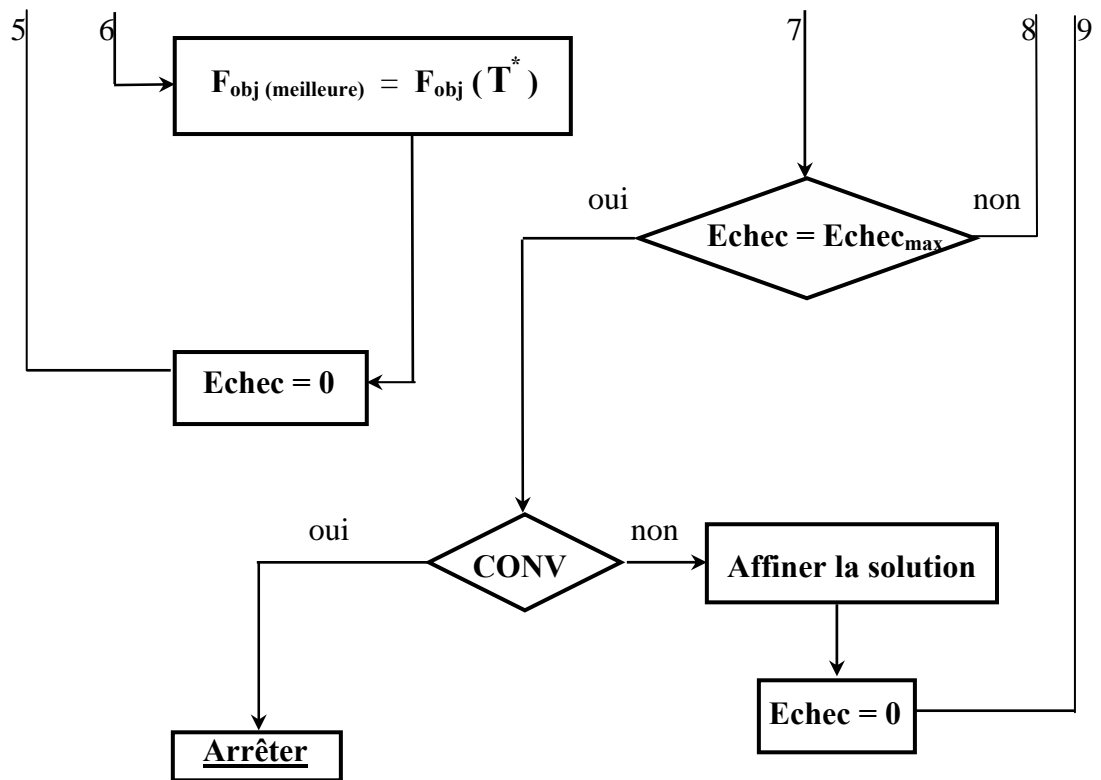 5 6 7 8 9
F_obj (meilleure) = F_obj ( T* )
oui non
Echec = Echec_max
Echec = 0
oui non
CONV Affiner la solution
Echec = 0
Arrêter